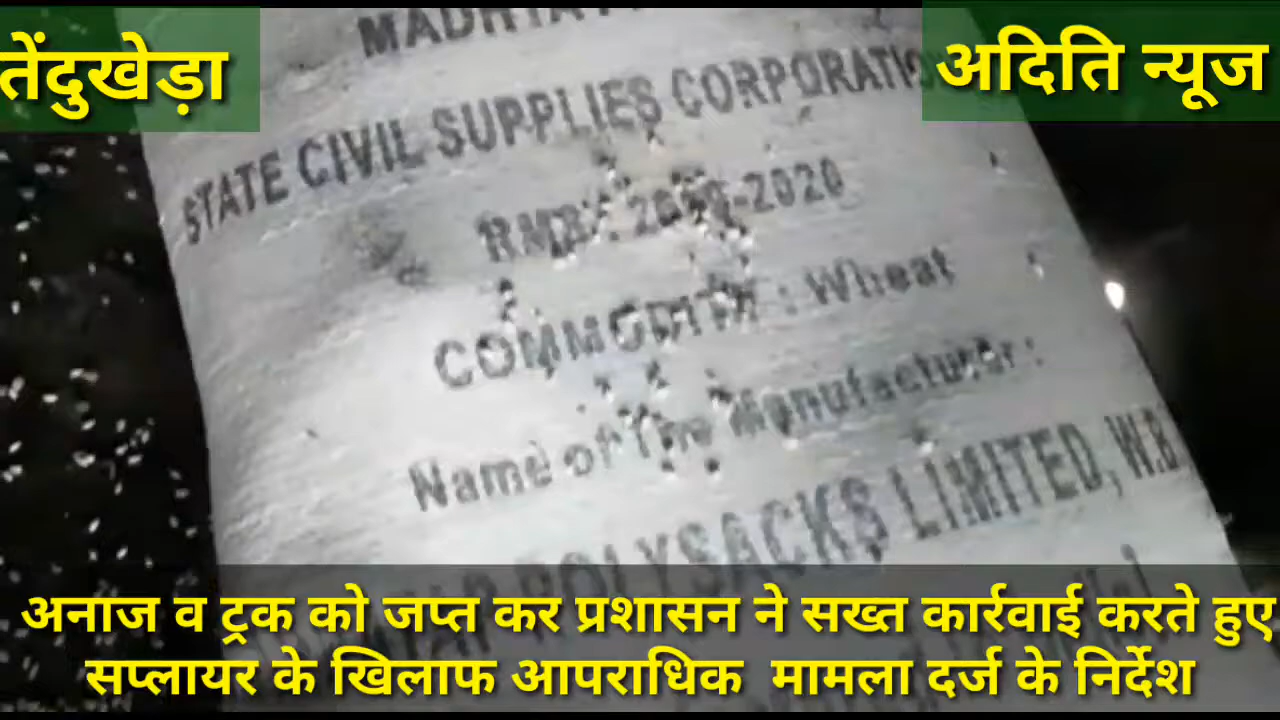 तेंदुखेड़ा
अदिति न्यूज
STATE CIVIL SUPPLIES CORPORATIO
2020
COMMODITY : Wheat
Name of The Manufacturer :
POLYSACKS LIMITED, W.B
अनाज व ट्रक को जप्त कर प्रशासन ने सख्त कार्रवाई करते हुए
सप्लायर के खिलाफ आपराधिक मामला दर्ज के निर्देश